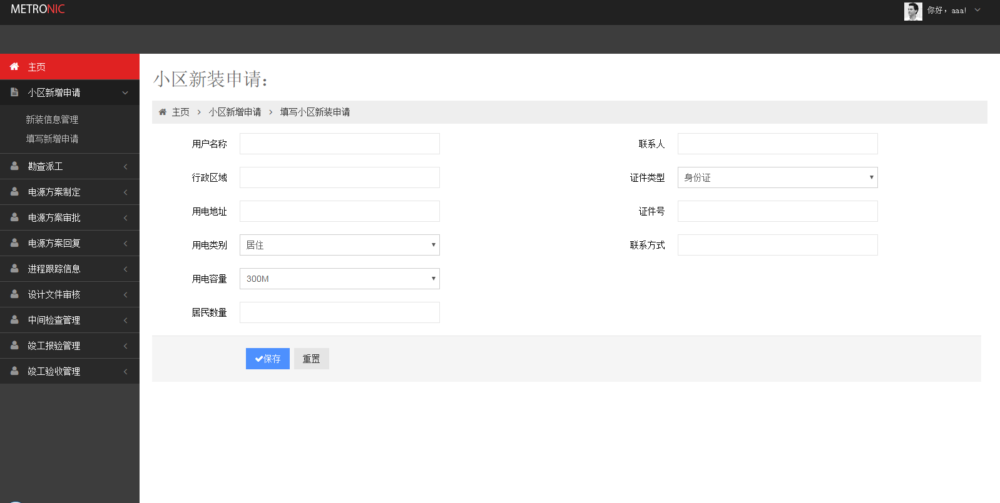 METRONIC
你好，aaa!
主页
小区新增申请
新装信息管理
填写新增申请
勘查派工
电源方案制定
电源方案审批
电源方案回复
进程跟踪信息
设计文件审核
中间检查管理
竣工报验管理
竣工验收管理
小区新装申请：
主页 > 小区新增申请 > 填写小区新装申请
用户名称 联系人
行政区域 证件类型 身份证
用电地址 证件号
用电类别 居住 联系方式
用电容量 300M
居民数量
保存 重置